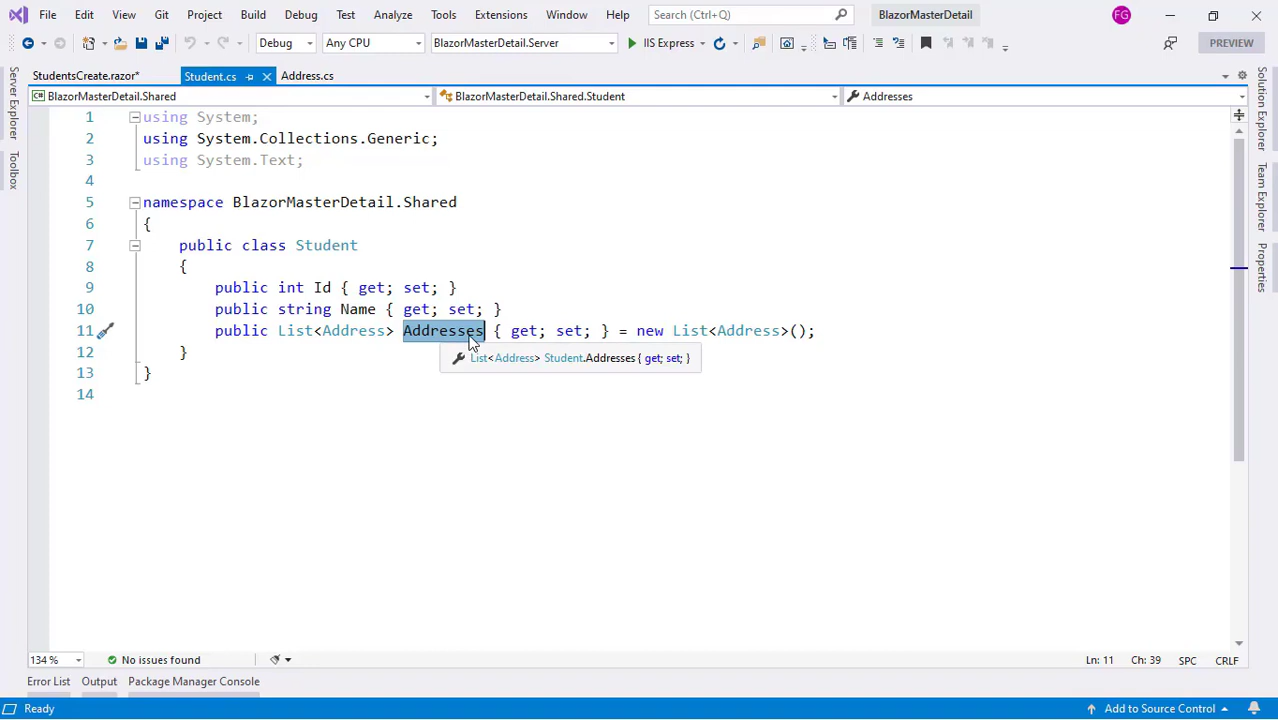 File Edit View Git Project Build Debug Test Analyze Tools Extensions Window Help Search (Ctrl+Q) BlazorMasterDetail FG
Debug Any CPU BlazorMasterDetail.Server IIS Express PREVIEW
StudentsCreate.razor* Student.cs Address.cs
BlazorMasterDetail.Shared BlazorMasterDetail.Shared.Student Addresses
Server Explorer
Toolbox
Solution Explorer
Team Explorer
Properties
1 using System;
2 using System.Collections.Generic;
3 using System.Text;
4
5 namespace BlazorMasterDetail.Shared
6 {
7 public class Student
8 {
9 public int Id { get; set; }
10 public string Name { get; set; }
11 public List<Address> Addresses { get; set; } = new List<Address>();
List<Address> Student.Addresses { get; set; }
12 }
13 }
14
134 % No issues found Ln: 11 Ch: 39 SPC CRLF
Error List Output Package Manager Console
Ready Add to Source Control